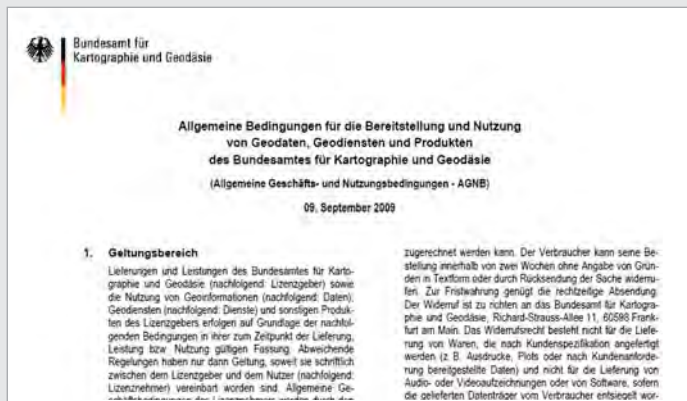 Bundesamt für
Kartographie und Geodäsie
Allgemeine Bedingungen für die Bereitstellung und Nutzung
von Geodaten, Geodiensten und Produkten
des Bundesamtes für Kartographie und Geodäsie
(Allgemeine Geschäfts- und Nutzungsbedingungen - AGNB)
09. September 2009
1. Geltungsbereich
Lieferungen und Leistungen des Bundesamtes für Karto-
graphie und Geodäsie (nachfolgend: Lizenzgeber) sowie
die Nutzung von Geoinformationen (nachfolgend: Daten),
Geodiensten (nachfolgend: Dienste) und sonstigen Produk-
ten des Lizenzgebers erfolgen auf Grundlage der nachfol-
genden Bedingungen in ihrer zum Zeitpunkt der Lieferung,
Leistung bzw. Nutzung gültigen Fassung. Abweichende
Regelungen haben nur dann Geltung, soweit sie schriftlich
zwischen dem Lizenzgeber und dem Nutzer (nachfolgend:
Lizenznehmer) vereinbart worden sind. Allgemeine Ge-
schäftsbedingungen des Lizenznehmers werden durch den
zugerechnet werden kann. Der Verbraucher kann seine Be-
stellung innerhalb von zwei Wochen ohne Angabe von Grün-
den in Textform oder durch Rücksendung der Sache widerru-
fen. Zur Fristwahrung genügt die rechtzeitige Absendung.
Der Widerruf ist zu richten an das Bundesamt für Kartogra-
phie und Geodäsie, Richard-Strauss-Allee 11, 60598 Frank-
furt am Main. Das Widerrufsrecht besteht nicht für die Liefe-
rung von Waren, die nach Kundenspezifikation angefertigt
werden (z. B. Ausdrucke, Plots oder nach Kundenanforde-
rung bereitgestellte Daten) und nicht für die Lieferung von
Audio- oder Videoaufzeichnungen oder von Software, sofern
die gelieferten Datenträger vom Verbraucher entsiegelt wor-